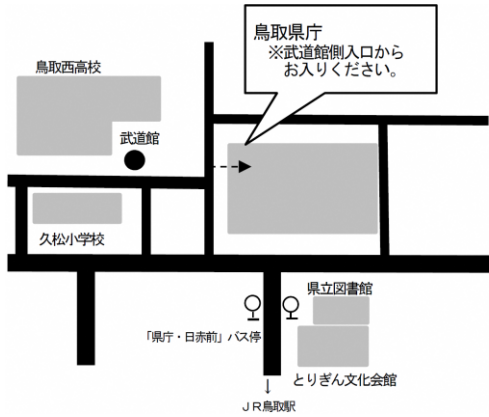 鳥取県庁
※武道館側入口から
お入りください。
鳥取西高校
武道館
久松小学校
県立図書館
「県庁・日赤前」バス停
とりぎん文化会館
↓
ＪＲ鳥取駅